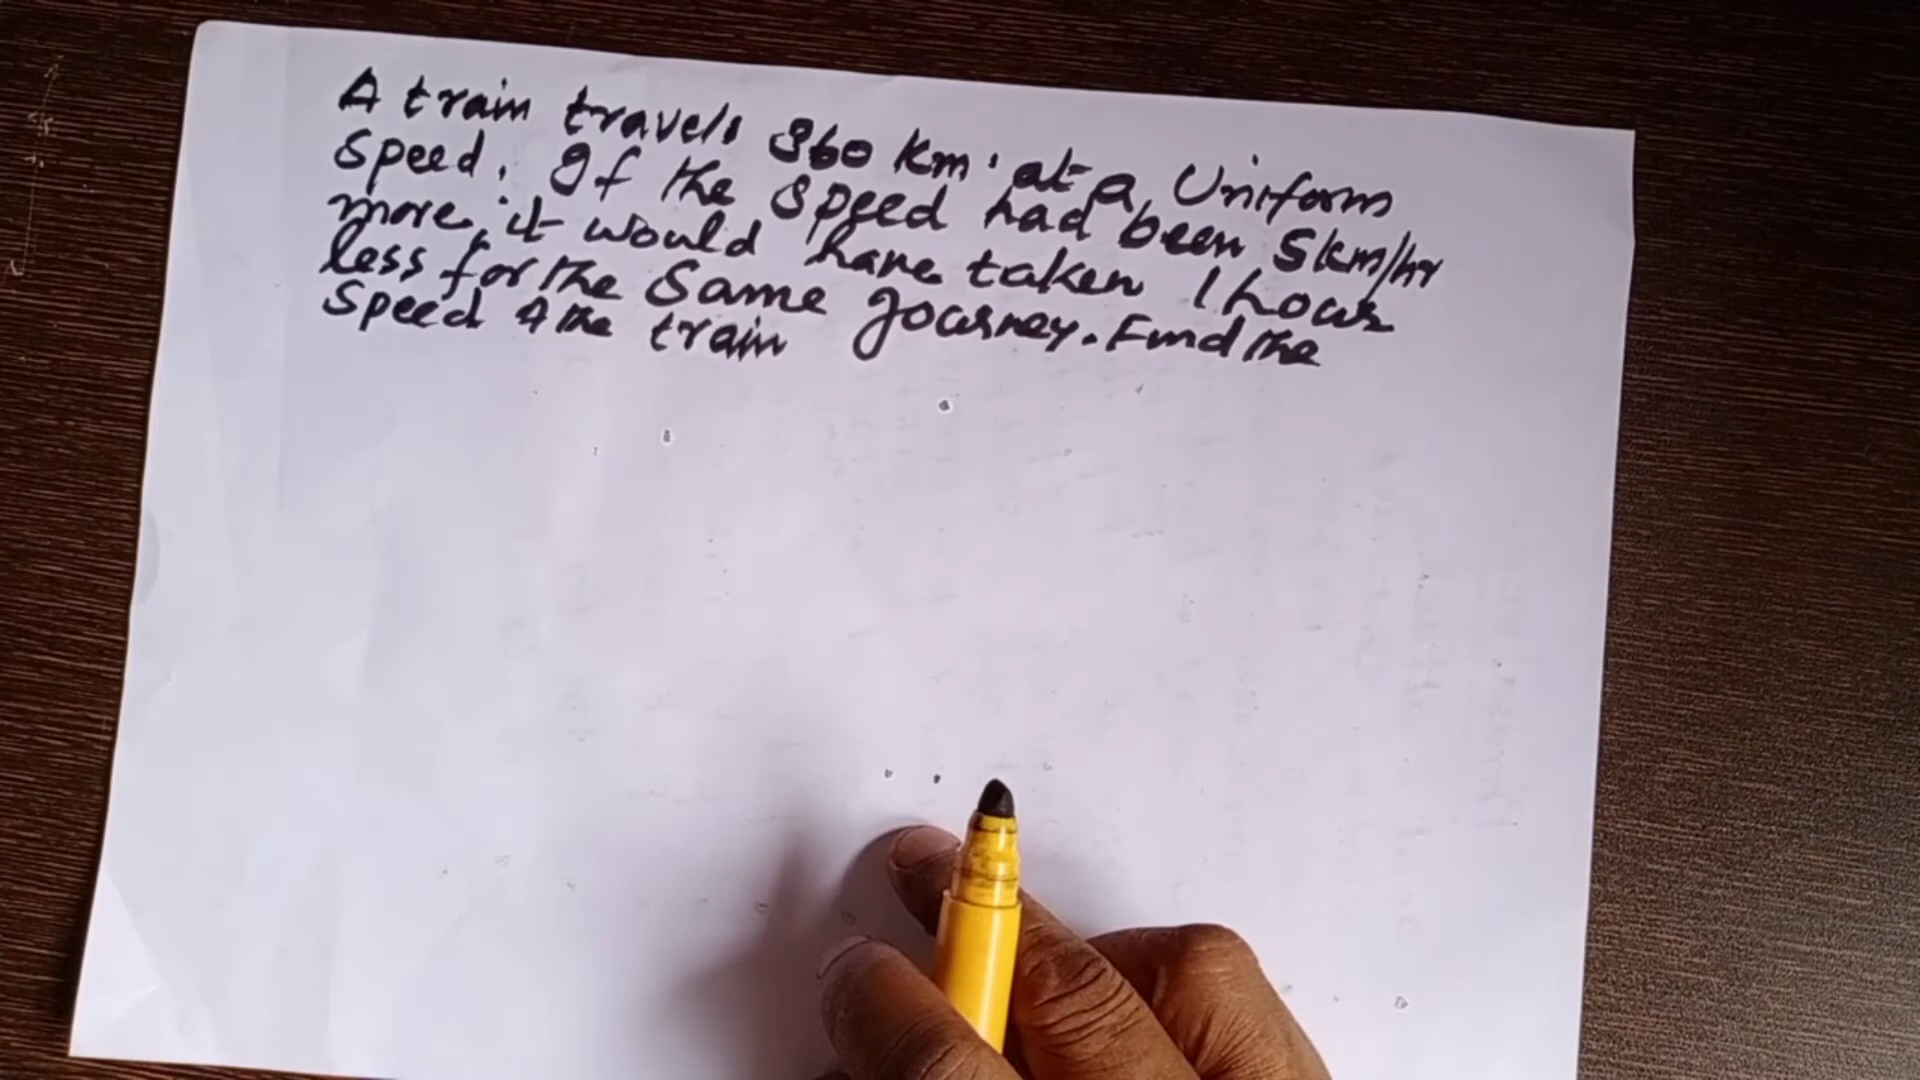 A train travels 360 km. at a Uniform
Speed. If the Speed had been 5km/hr
more, it would have taken 1 hour
less for the Same Journey. Find the
Speed of the train